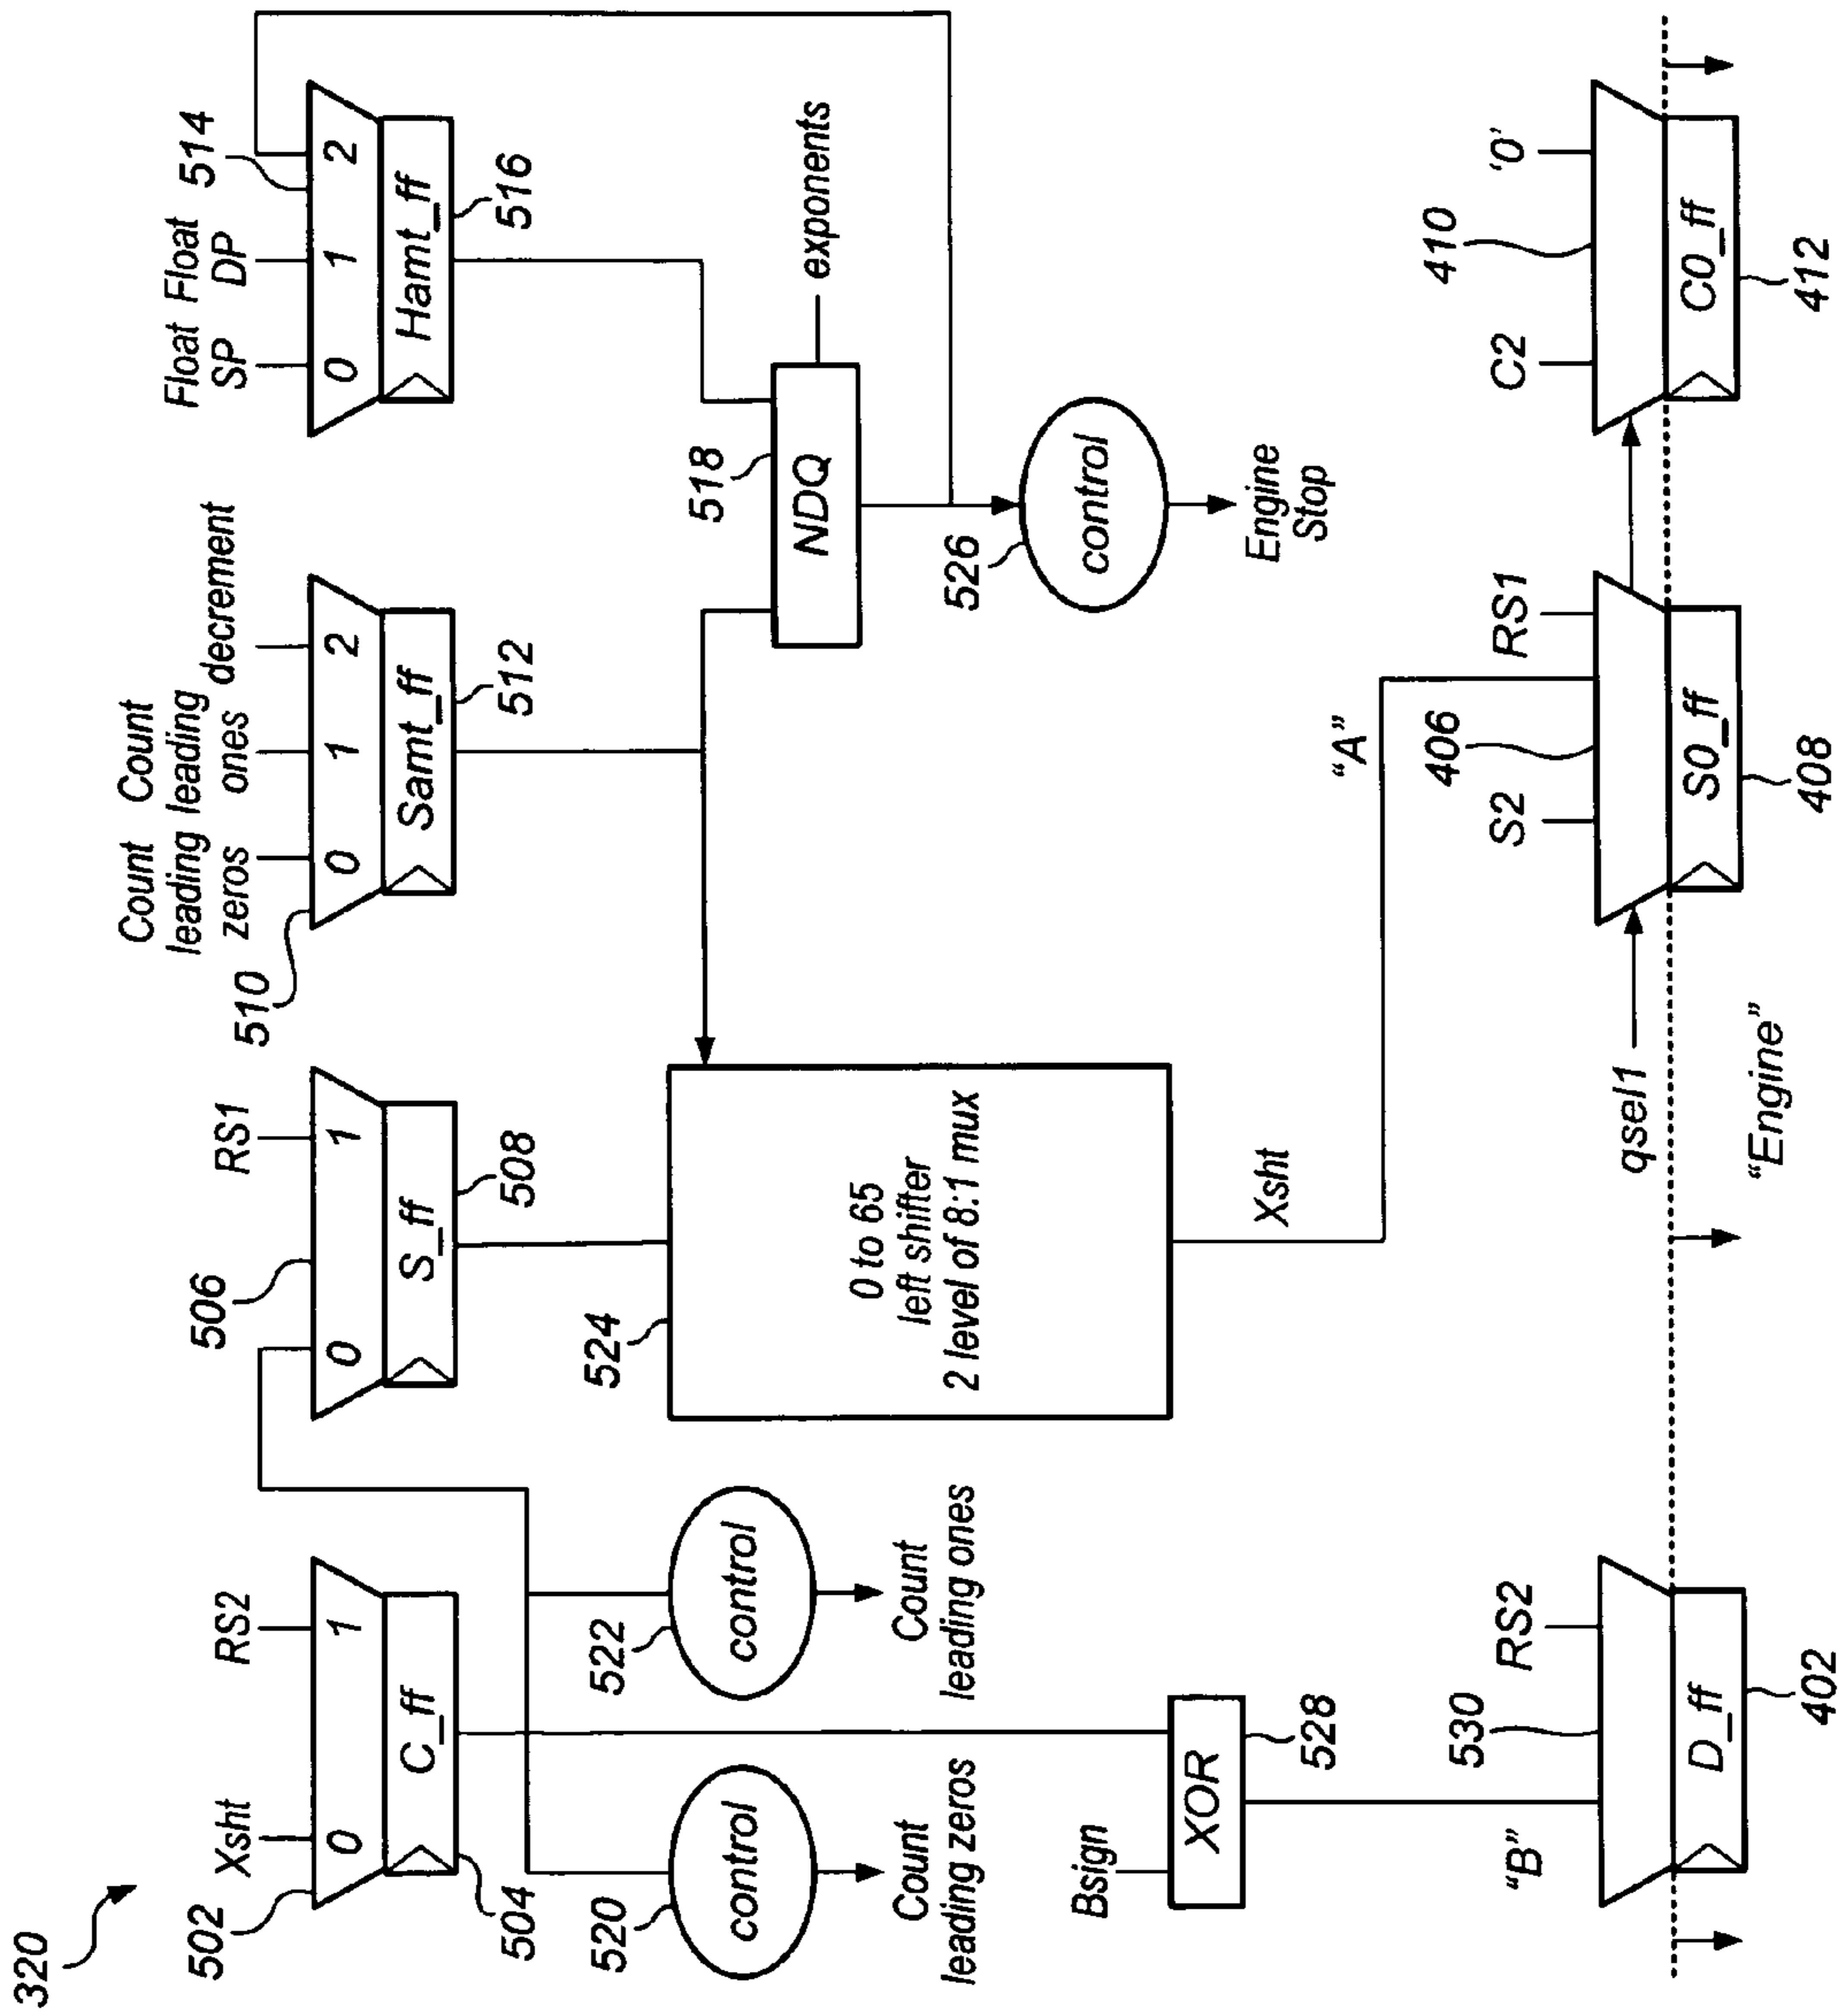 320
Xsht
RS2
502
0
1
C_ff
504
506
RS1
0
1
S_ff
508
Count
leading
zeros
Count
leading
ones
decrement
510
0
1
2
Samt_ff
512
Float
SP
Float
DP
514
0
1
2
Hamt_ff
516
520
control
Count
leading zeros
522
control
Count
leading ones
524
0 to 65
left shifter
2 level of 8:1 mux
Xsht
518
NDQ
exponents
526
control
Engine
Stop
Bsign
XOR
528
"B"
530
RS2
D_ff
402
"A"
qsel1
S2
406
RS1
S0_ff
408
C2
410
'0'
C0_ff
412
"Engine"